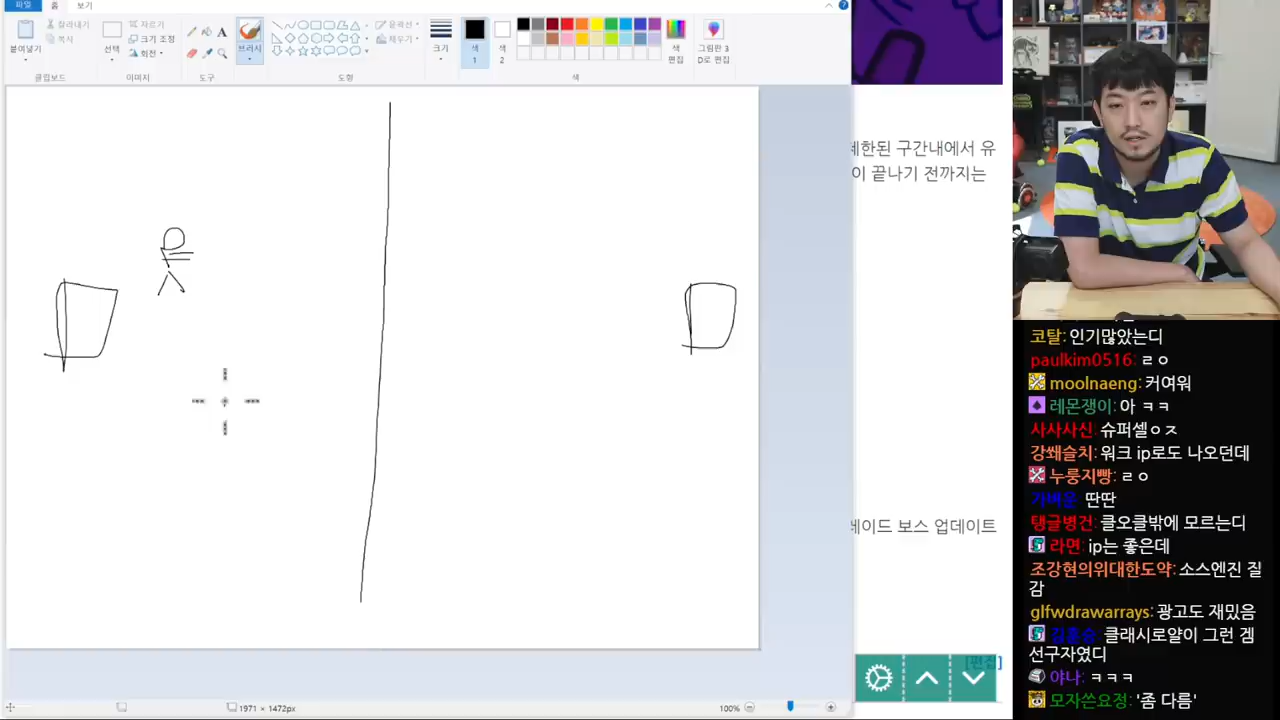 파일
홈
보기
붙여넣기
잘라내기
복사
클립보드
선택
자르기
크기 조정
회전
이미지
A
도구
브러시
도형
윤곽선
채우기
크기
색
1
색
2
색
색
편집
그림판 3
D로 편집
제한된 구간내에서 유
이 끝나기 전까지는
레이드 보스 업데이트
[편집]
1971 × 1472px
100%
코탈: 인기많았는디
paulkim0516: ㄹㅇ
moolnaeng: 커여워
레몬쟁이: 아 ㅋㅋ
사사사신: 슈퍼셀ㅇㅈ
강쇄슬치: 워크 ip로도 나오던데
누룽지빵: ㄹㅇ
가벼운: 딴딴
탱글병건: 클오클밖에 모르는디
라면: ip는 좋은데
조강현의위대한도약: 소스엔진 질
감
glfwdrawarrays: 광고도 재밌음
김훈승: 클래시로얄이 그런 겜
선구자였디
야나: ㅋㅋㅋ
모자쓴요정: '좀 다름'